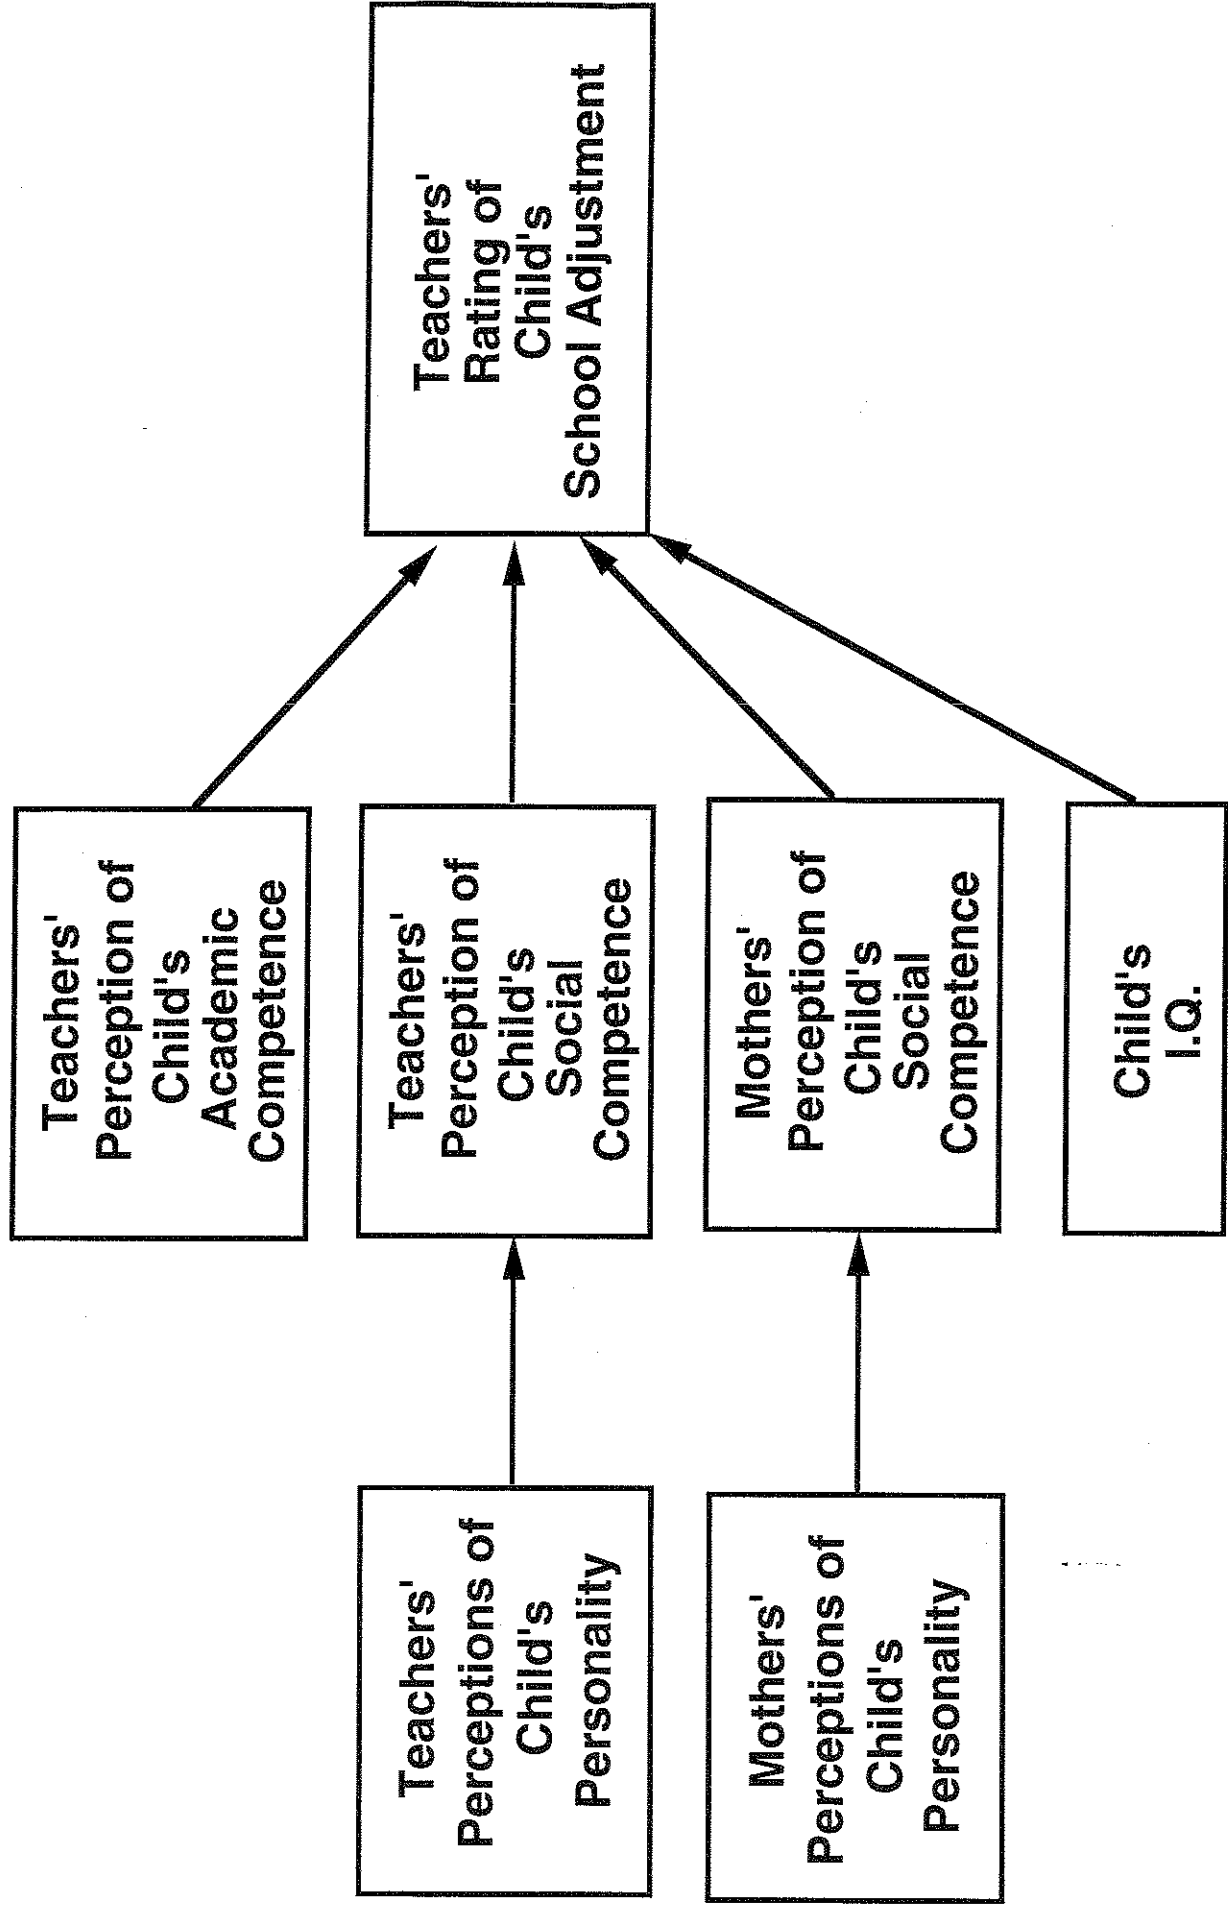 Teachers'
Perceptions of
Child's
Personality
Mothers'
Perceptions of
Child's
Personality
Teachers'
Perception of
Child's
Academic
Competence
Teachers'
Perception of
Child's
Social
Competence
Mothers'
Perception of
Child's
Social
Competence
Child's
I.Q.
Teachers'
Rating of
Child's
School Adjustment